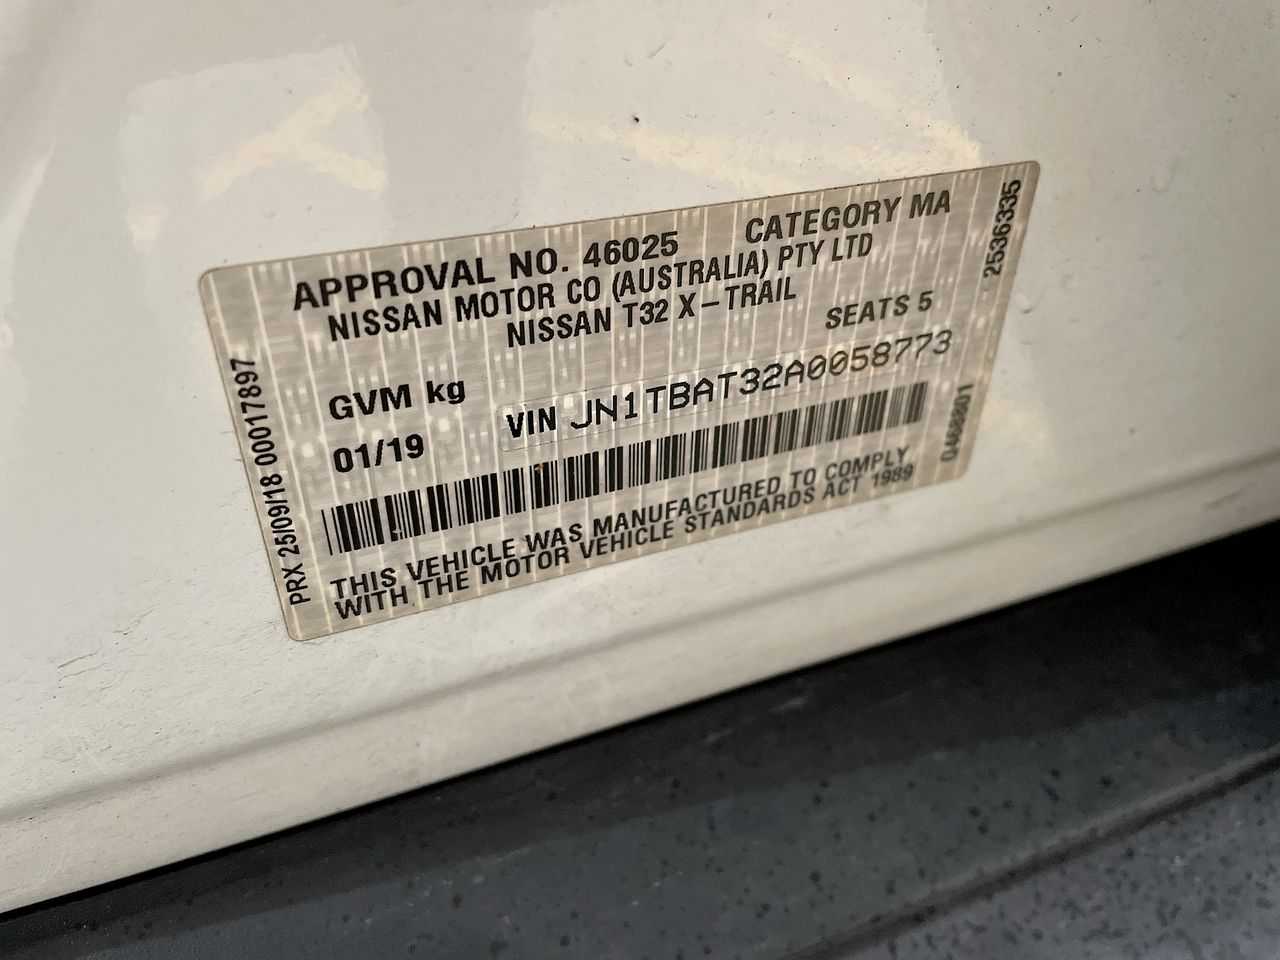 APPROVAL NO. 46025 CATEGORY MA
NISSAN MOTOR CO (AUSTRALIA) PTY LTD
NISSAN T32 X-TRAIL
SEATS 5
GVM kg
VIN JN1TBAT32A0058773
01/19
THIS VEHICLE WAS MANUFACTURED TO COMPLY
WITH THE MOTOR VEHICLE STANDARDS ACT 1989
PRX 25/09/18 00017897
2536335
0468801